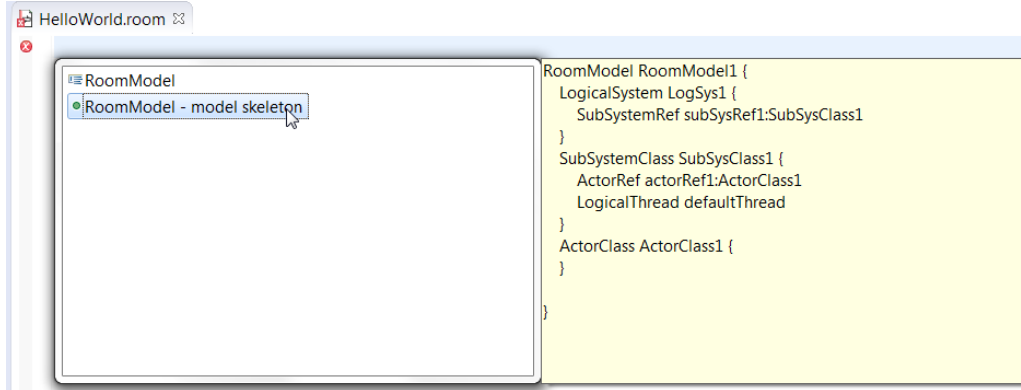 HelloWorld.room
RoomModel
RoomModel - model skeleton
RoomModel RoomModel1 {
LogicalSystem LogSys1 {
SubSystemRef subSysRef1:SubSysClass1
}
SubSystemClass SubSysClass1 {
ActorRef actorRef1:ActorClass1
LogicalThread defaultThread
}
ActorClass ActorClass1 {
}
}